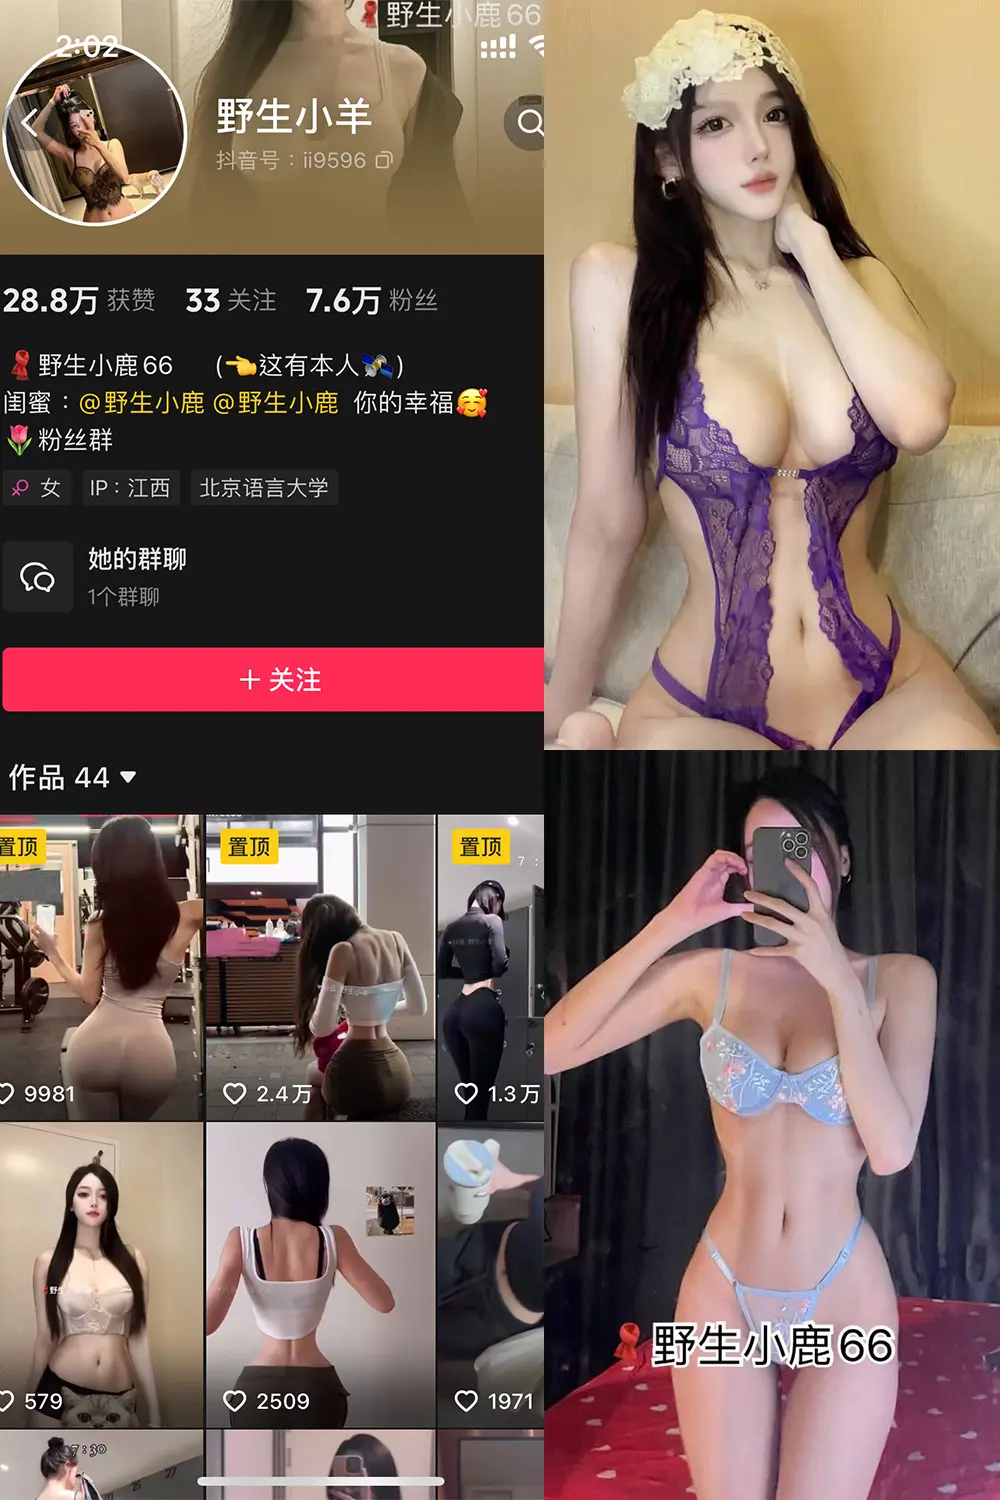 野生小鹿66
2:02
野生小羊
抖音号：ii9596
28.8万 获赞 33 关注 7.6万 粉丝
野生小鹿66 (👈这有本人🛰️)
闺蜜：@野生小鹿 @野生小鹿 你的幸福🥰
🌷粉丝群
女 IP：江西 北京语言大学
她的群聊
1个群聊
+ 关注
作品 44
置顶 置顶 置顶
9981 2.4万 1.3万
579 2509 1971
7:30
野生小鹿66